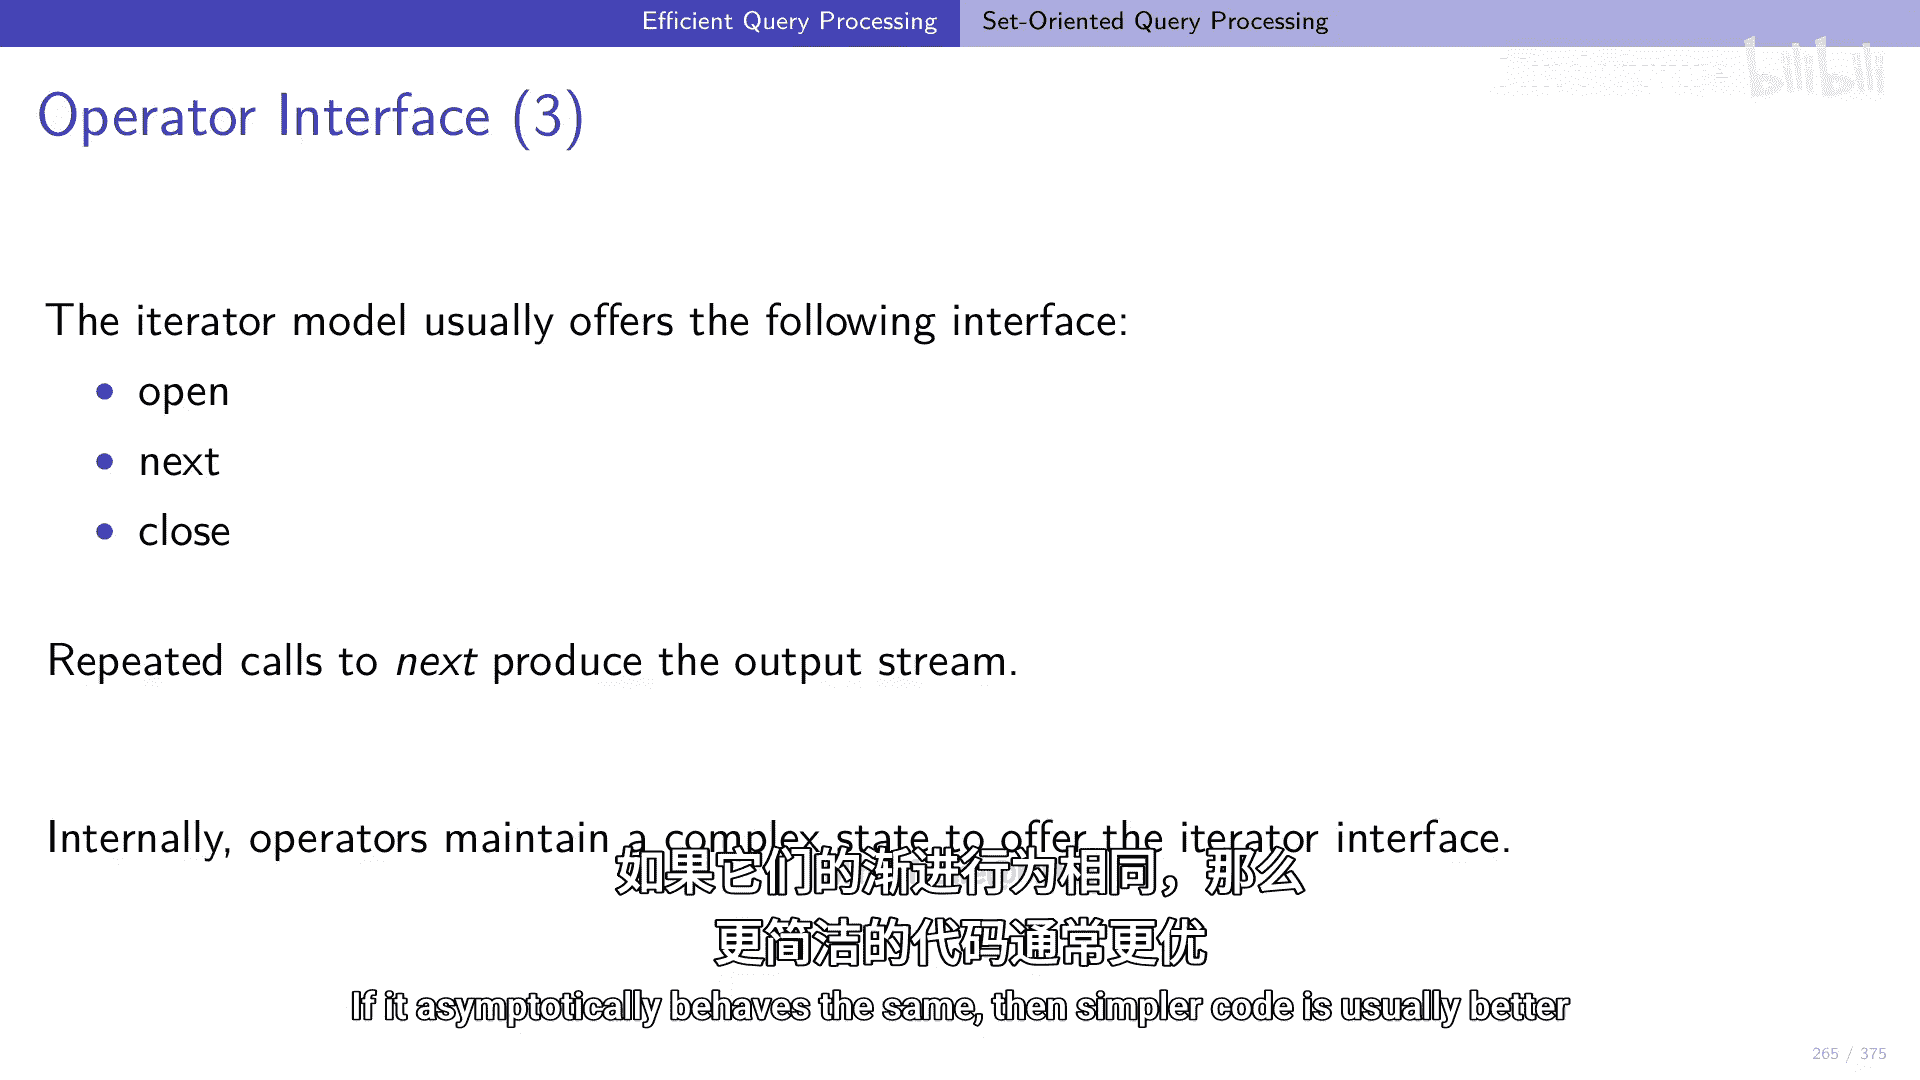 Efficient Query Processing
Set-Oriented Query Processing
bilibili
Operator Interface (3)
The iterator model usually offers the following interface:
• open
• next
• close
Repeated calls to next produce the output stream.
Internally, operators maintain a complex state to offer the iterator interface.
如果它们的渐进行为相同，那么
更简洁的代码通常更优
If it asymptotically behaves the same, then simpler code is usually better
265 / 375